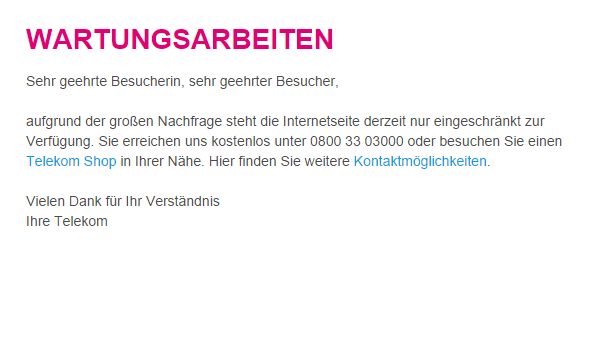 WARTUNGSARBEITEN
Sehr geehrte Besucherin, sehr geehrter Besucher,
aufgrund der großen Nachfrage steht die Internetseite derzeit nur eingeschränkt zur
Verfügung. Sie erreichen uns kostenlos unter 0800 33 03000 oder besuchen Sie einen
Telekom Shop in Ihrer Nähe. Hier finden Sie weitere Kontaktmöglichkeiten.
Vielen Dank für Ihr Verständnis
Ihre Telekom